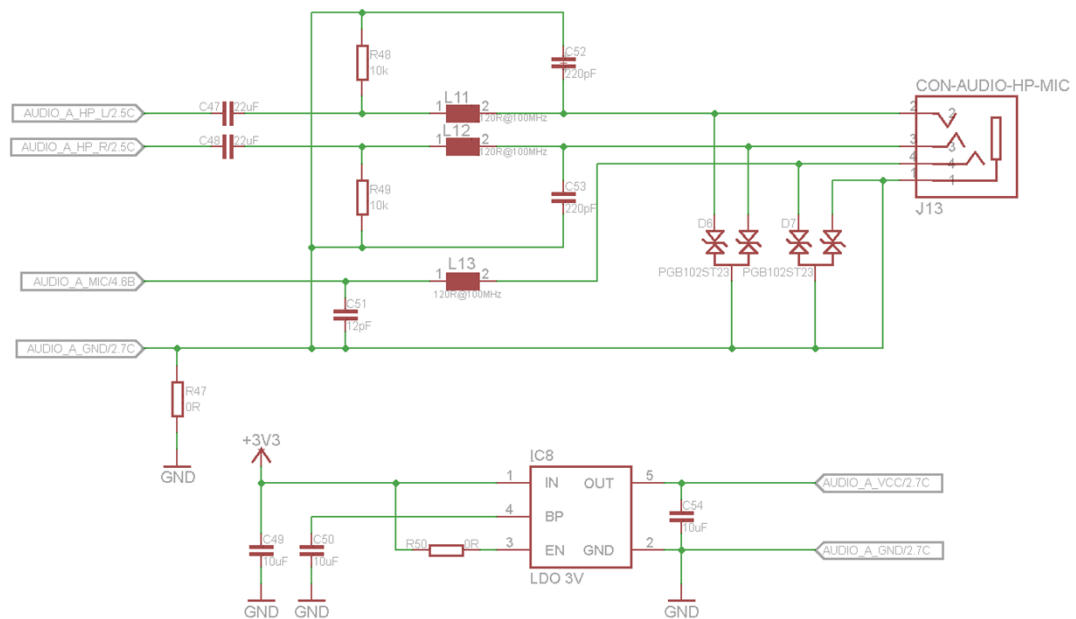 R48
10k
C52
220pF
CON-AUDIO-HP-MIC
AUDIO_A_HP_L/2.5C
C47
22uF
1
L11
2
120R@100MHz
2
2
AUDIO_A_HP_R/2.5C
C48
22uF
1
L12
2
120R@100MHz
3
3
4
4
1
1
J13
R49
10k
C53
220pF
D6
PGB102ST23
D7
PGB102ST23
AUDIO_A_MIC/4.6B
1
L13
2
120R@100MHz
C51
12pF
AUDIO_A_GND/2.7C
R47
0R
GND
+3V3
IC8
1
IN
OUT
5
AUDIO_A_VCC/2.7C
4
BP
C54
10uF
C49
10uF
C50
10uF
R50
0R
3
EN
GND
2
AUDIO_A_GND/2.7C
LDO 3V
GND
GND
GND